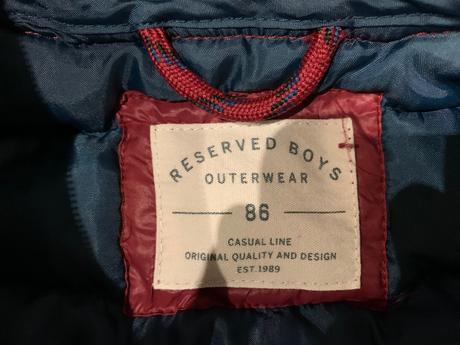 RESERVED BOYS
OUTERWEAR
86
CASUAL LINE
ORIGINAL QUALITY AND DESIGN
EST.1989